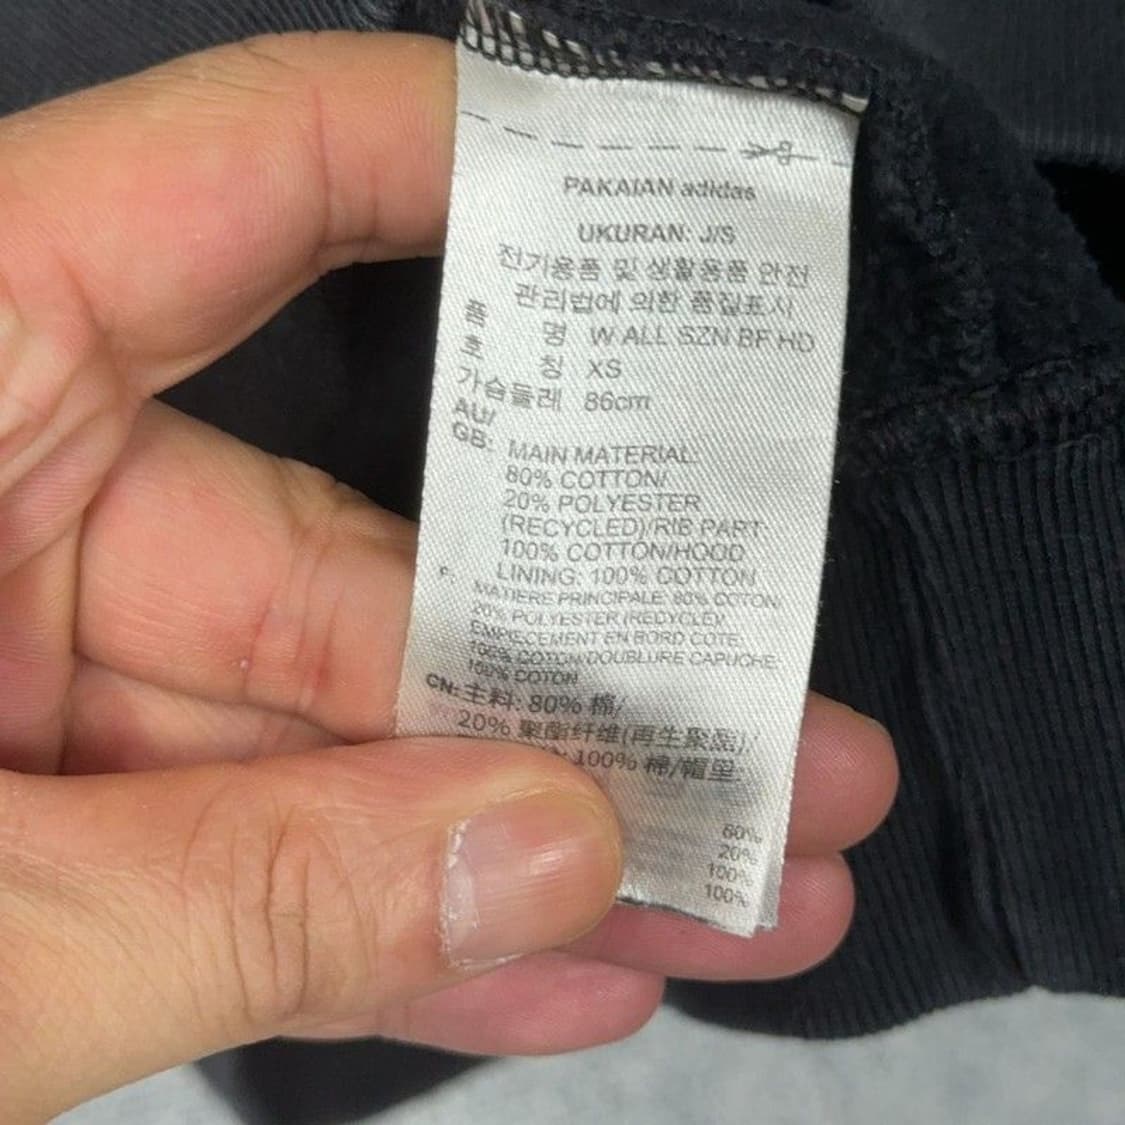 PAKAIAN adidas
UKURAN: J/S
전기용품 및 생활용품 안전
관리법에 의한 품질표시
품 명 W ALL SZN BF HD
호 칭 XS
가슴둘레 86cm
AU/
GB: MAIN MATERIAL:
80% COTTON/
20% POLYESTER
(RECYCLED)/RIB PART:
100% COTTON/HOOD
LINING: 100% COTTON
F: MATIERE PRINCIPALE: 80% COTON/
20% POLYESTER (RECYCLE)/
EMPIECEMENT EN BORD COTE:
100% COTON/DOUBLURE CAPUCHE:
100% COTON
CN: 主料: 80% 棉/
20% 聚酯纤维(再生聚酯)/
100% 棉/帽里:
80%
20%
100%
100%